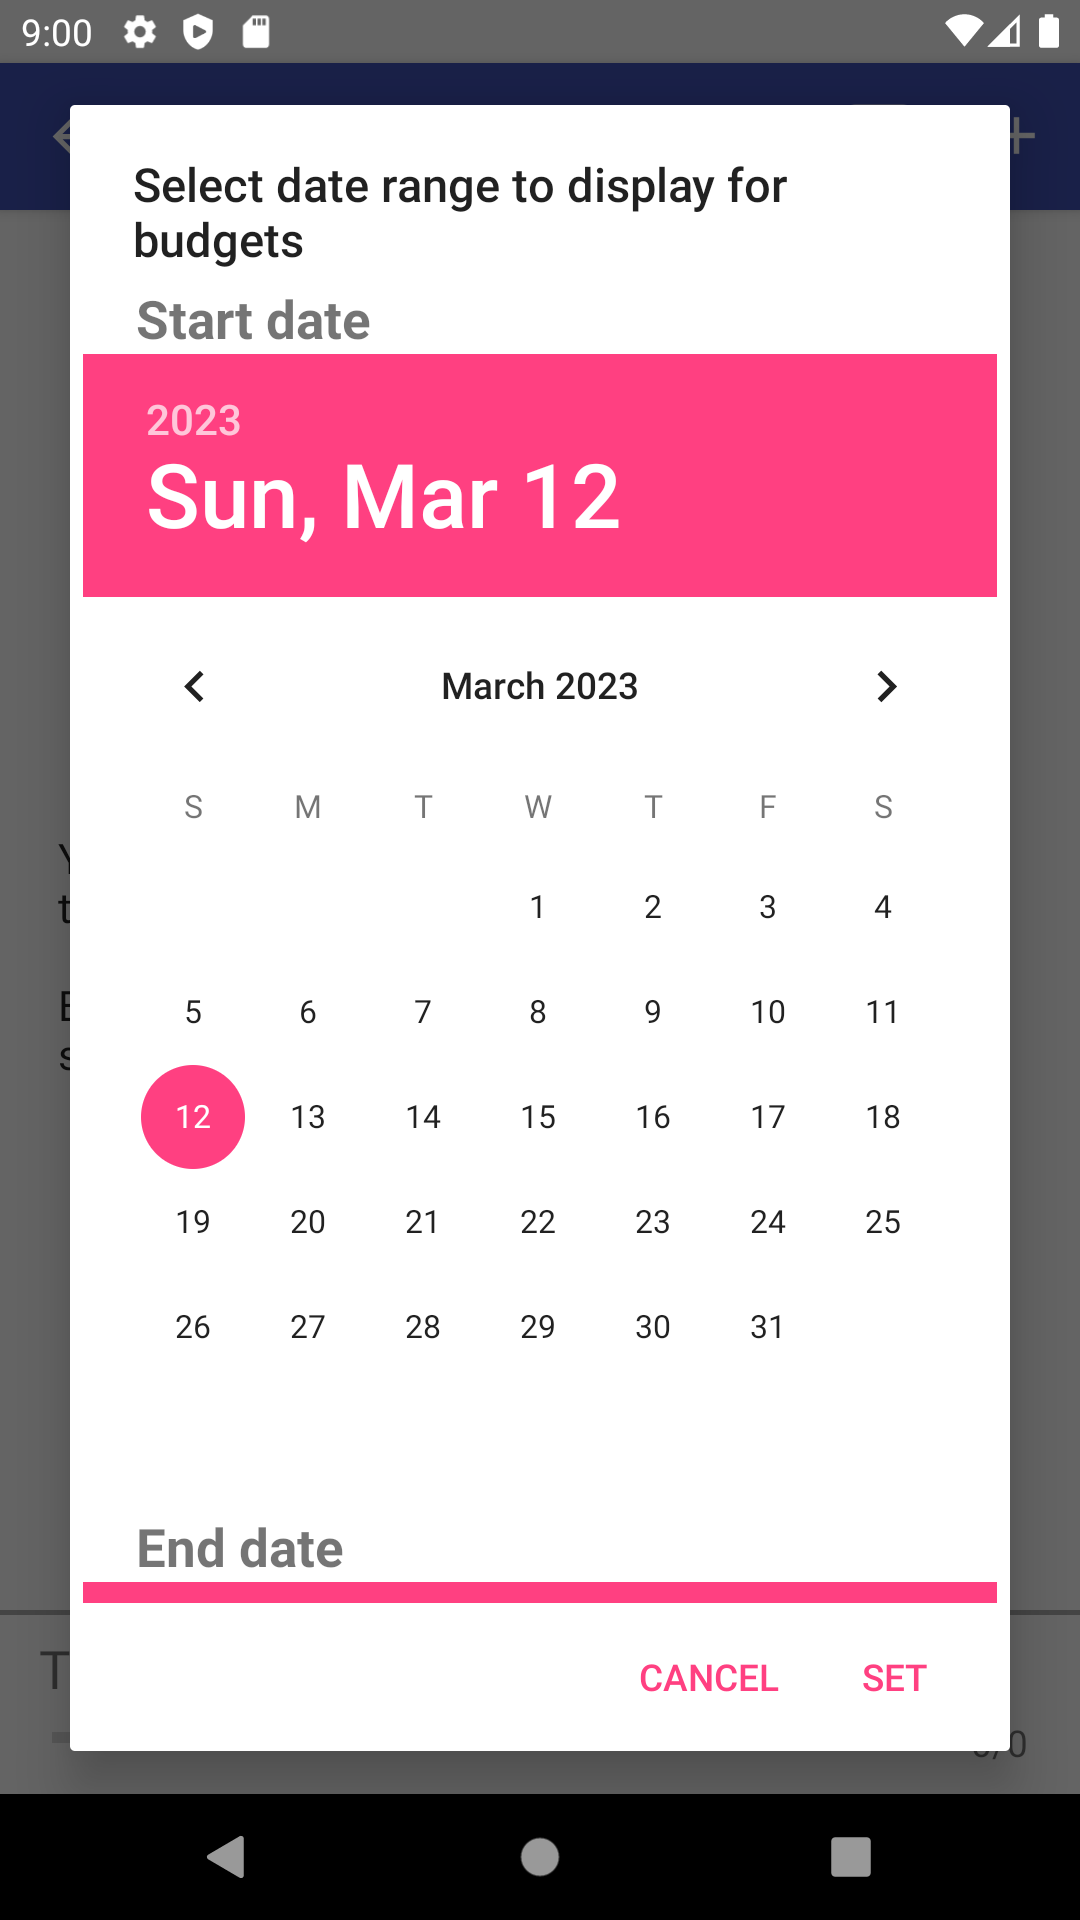 9:00
Select date range to display for
budgets
Start date
2023
Sun, Mar 12
March 2023
S M T W T F S
1 2 3 4
5 6 7 8 9 10 11
12 13 14 15 16 17 18
19 20 21 22 23 24 25
26 27 28 29 30 31
End date
CANCEL SET